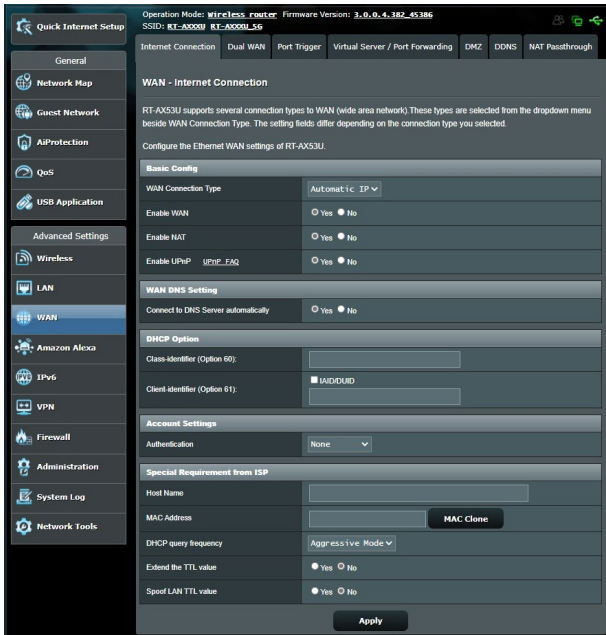 Quick Internet Setup
General
Network Map
Guest Network
AiProtection
QoS
USB Application
Advanced Settings
Wireless
LAN
WAN
Amazon Alexa
IPv6
VPN
Firewall
Administration
System Log
Network Tools
Operation Mode: Wireless router Firmware Version: 3.0.0.4.382_45386
SSID: RT-AXXXU RT-AXXXU_5G
Internet Connection Dual WAN Port Trigger Virtual Server / Port Forwarding DMZ DDNS NAT Passthrough
WAN - Internet Connection
RT-AX53U supports several connection types to WAN (wide area network).These types are selected from the dropdown menu
beside WAN Connection Type. The setting fields differ depending on the connection type you selected.
Configure the Ethernet WAN settings of RT-AX53U.
Basic Config
WAN Connection Type Automatic IP
Enable WAN Yes No
Enable NAT Yes No
Enable UPnP UPnP FAQ Yes No
WAN DNS Setting
Connect to DNS Server automatically Yes No
DHCP Option
Class-identifier (Option 60):
Client-identifier (Option 61): IAID/DUID
Account Settings
Authentication None
Special Requirement from ISP
Host Name
MAC Address MAC Clone
DHCP query frequency Aggressive Mode
Extend the TTL value Yes No
Spoof LAN TTL value Yes No
Apply